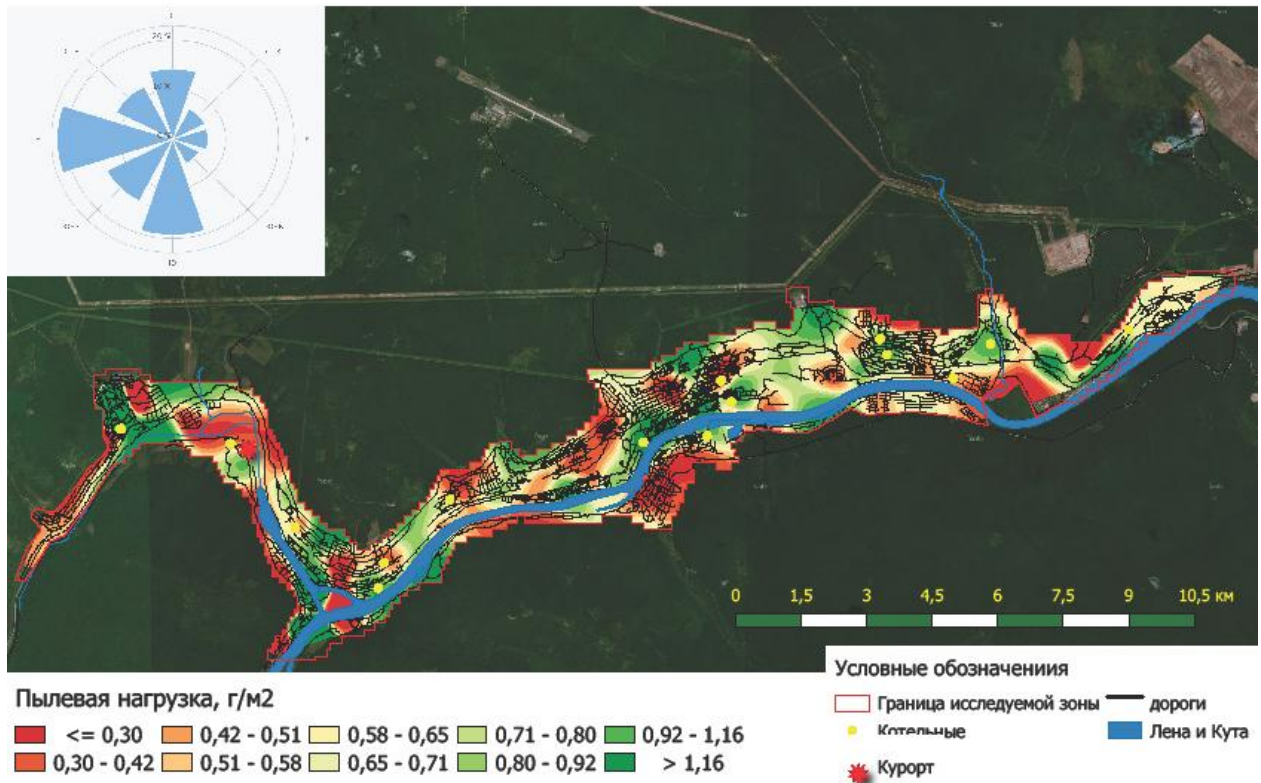 20 %
Ю
0
1,5
3
4,5
6
7,5
9
10,5 км
Пылевая нагрузка, г/м2
<= 0,30
0,42 - 0,51
0,58 - 0,65
0,71 - 0,80
0,92 - 1,16
0,30 - 0,42
0,51 - 0,58
0,65 - 0,71
0,80 - 0,92
> 1,16
Условные обозначениия
Граница исследуемой зоны
дороги
Котельные
Лена и Кута
Курорт